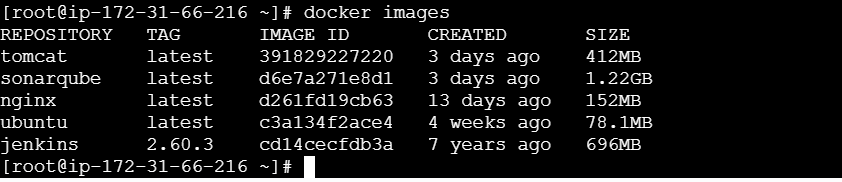 [root@ip-172-31-66-216 ~]# docker images
REPOSITORY   TAG       IMAGE ID       CREATED       SIZE
tomcat       latest    391829227220   3 days ago    412MB
sonarqube    latest    d6e7a271e8d1   3 days ago    1.22GB
nginx        latest    d261fd19cb63   13 days ago   152MB
ubuntu       latest    c3a134f2ace4   4 weeks ago   78.1MB
jenkins      2.60.3    cd14cecfdb3a   7 years ago   696MB
[root@ip-172-31-66-216 ~]#